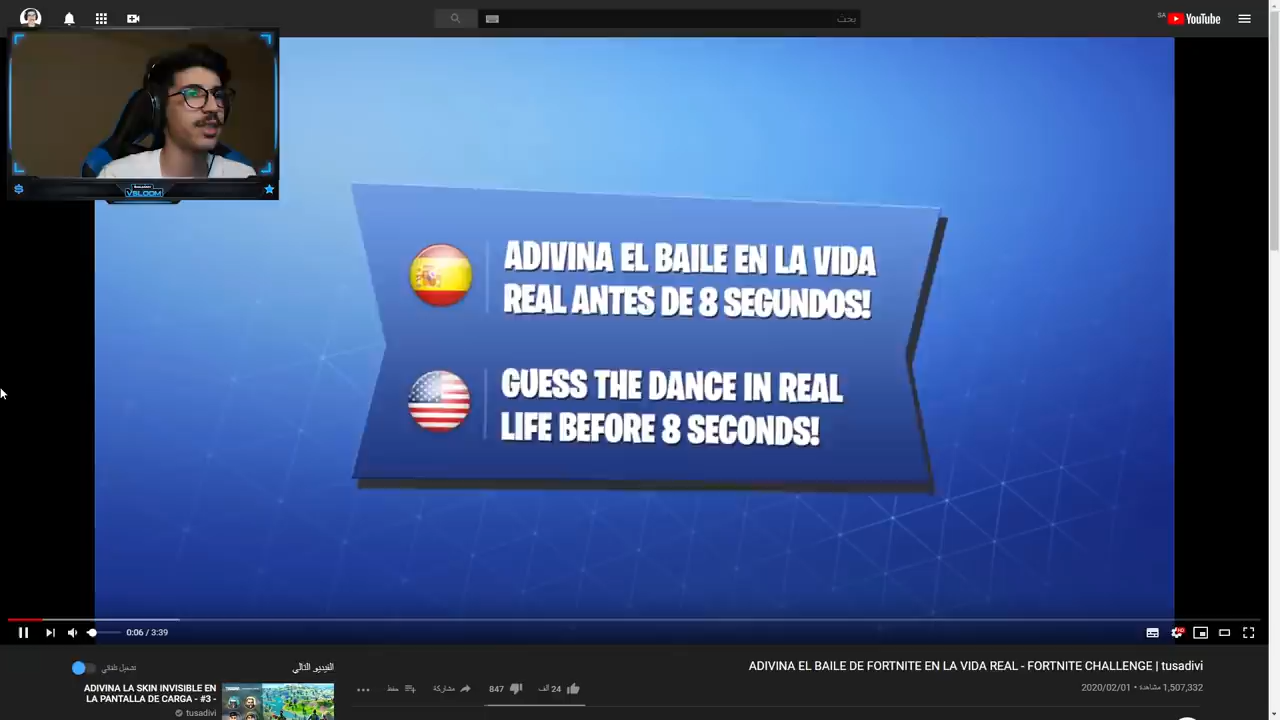 بحث
YouTube
SA
VSLOOM
ADIVINA EL BAILE EN LA VIDA
REAL ANTES DE 8 SEGUNDOS!
GUESS THE DANCE IN REAL
LIFE BEFORE 8 SECONDS!
0:06 / 3:39
HD
ADIVINA EL BAILE DE FORTNITE EN LA VIDA REAL - FORTNITE CHALLENGE | tusadivi
1,507,332 مشاهدة • 2020/02/01
24 ألف
847
مشاركة
حفظ
الفيديو التالي
تشغيل تلقائي
ADIVINA LA SKIN INVISIBLE EN
LA PANTALLA DE CARGA - #3 -
tusadivi